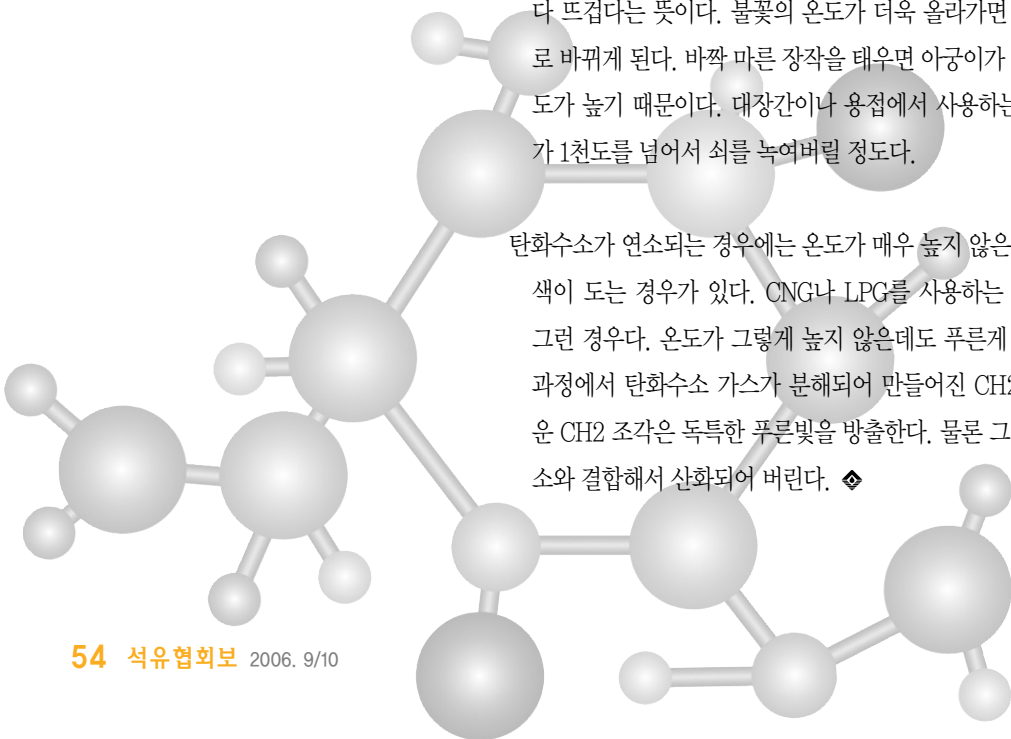 다 뜨겁다는 뜻이다. 불꽃의 온도가 더욱 올라가면
로 바뀌게 된다. 바짝 마른 장작을 태우면 아궁이가
도가 높기 때문이다. 대장간이나 용접에서 사용하는
가 1천도를 넘어서 쇠를 녹여버릴 정도다.
탄화수소가 연소되는 경우에는 온도가 매우 높지 않은
색이 도는 경우가 있다. CNG나 LPG를 사용하는
그런 경우다. 온도가 그렇게 높지 않은데도 푸른게
과정에서 탄화수소 가스가 분해되어 만들어진 CH2
운 CH2 조각은 독특한 푸른빛을 방출한다. 물론 그
소와 결합해서 산화되어 버린다.
54 석유협회보 2006. 9/10